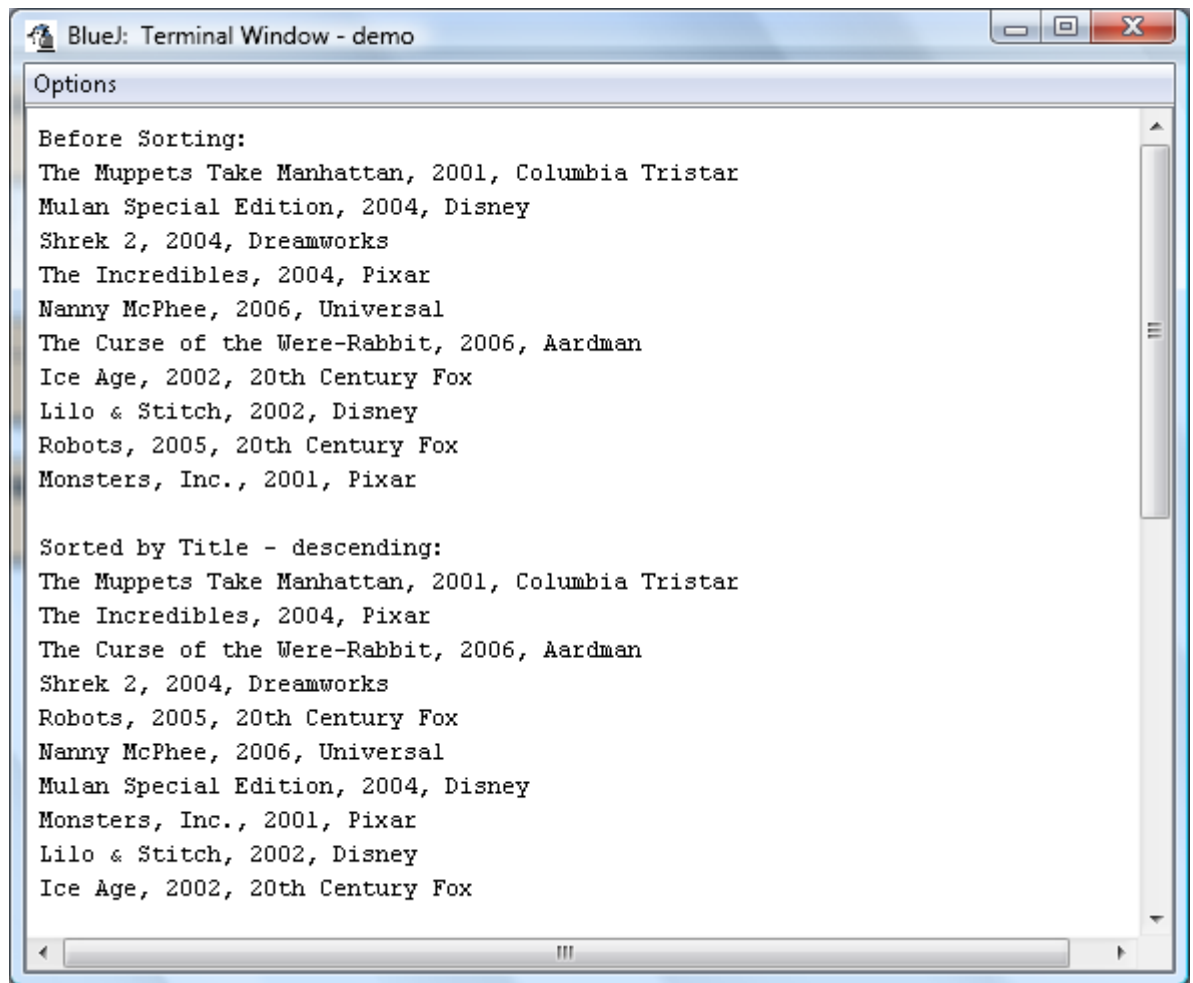 BlueJ: Terminal Window - demo
Options
Before Sorting:
The Muppets Take Manhattan, 2001, Columbia Tristar
Mulan Special Edition, 2004, Disney
Shrek 2, 2004, Dreamworks
The Incredibles, 2004, Pixar
Nanny McPhee, 2006, Universal
The Curse of the Were-Rabbit, 2006, Aardman
Ice Age, 2002, 20th Century Fox
Lilo & Stitch, 2002, Disney
Robots, 2005, 20th Century Fox
Monsters, Inc., 2001, Pixar
Sorted by Title - descending:
The Muppets Take Manhattan, 2001, Columbia Tristar
The Incredibles, 2004, Pixar
The Curse of the Were-Rabbit, 2006, Aardman
Shrek 2, 2004, Dreamworks
Robots, 2005, 20th Century Fox
Nanny McPhee, 2006, Universal
Mulan Special Edition, 2004, Disney
Monsters, Inc., 2001, Pixar
Lilo & Stitch, 2002, Disney
Ice Age, 2002, 20th Century Fox